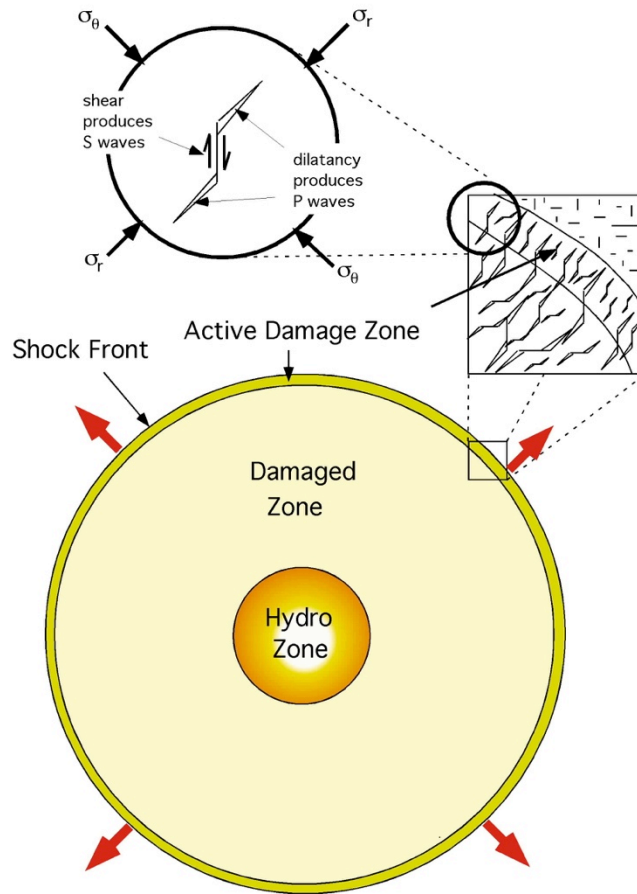 σθ
σr
shear
produces
S waves
dilatancy
produces
P waves
σr
σθ
Active Damage Zone
Shock Front
Damaged
Zone
Hydro
Zone